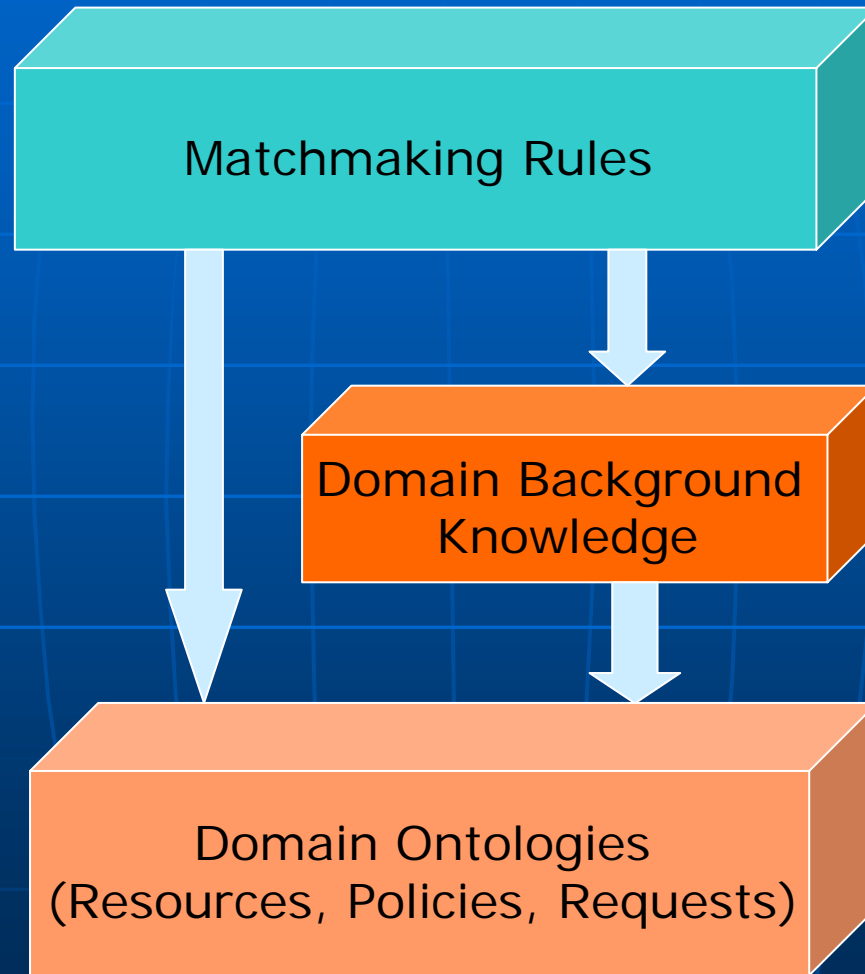 Matchmaking Rules
Domain Background
Knowledge
Domain Ontologies
(Resources, Policies, Requests)